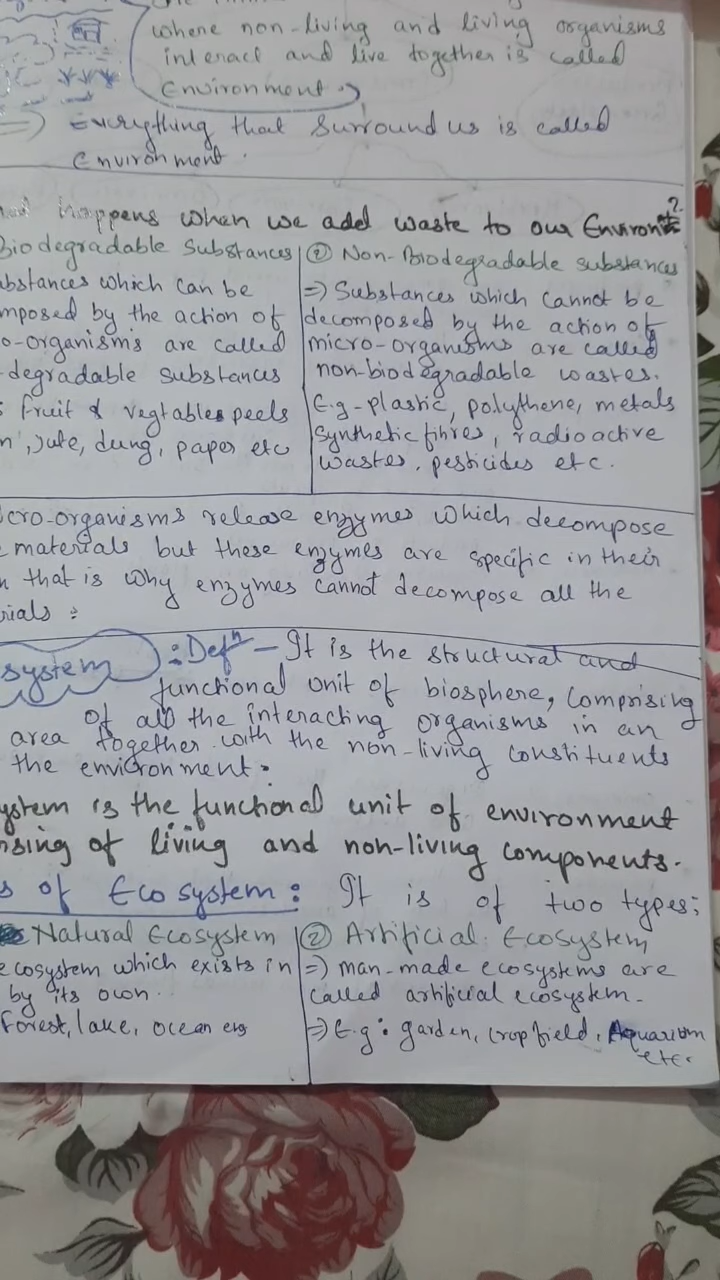 where non-living and living organisms
interact and live together is called
Environment.
=) Everything that surround us is called
Environment.
happens when we add waste to our Environ
?
Biodegradable Substances
bstances which can be
mposed by the action of
o-organisms are called
degradable substances
fruit & vegtables peels
n, jute, dung, paper etc
② Non-Biodegradable substances
=) Substances which cannot be
decomposed by the action of
micro-organisms are called
non-biodegradable wastes.
E.g - plastic, polythene, metals
synthetic fibres, radioactive
wastes, pesticides etc.
cro-organisms release enzymes which decompose
materials but these enzymes are specific in their
n that is why enzymes cannot decompose all the
rials :
system : Defⁿ - It is the structural and
functional unit of biosphere, comprising
of all the interacting organisms in an
area together with the non-living constituents
the environment.
ystem is the functional unit of environment
ising of living and non-living components.
s of Eco system: It is of two types;
Natural Ecosystem
ecosystem which exists in
by its own.
Forest, lake, ocean
② Artificial Ecosystem
=) man-made ecosystems are
called artificial ecosystem.
=) E.g: garden, crop field, Aquarium
etc.